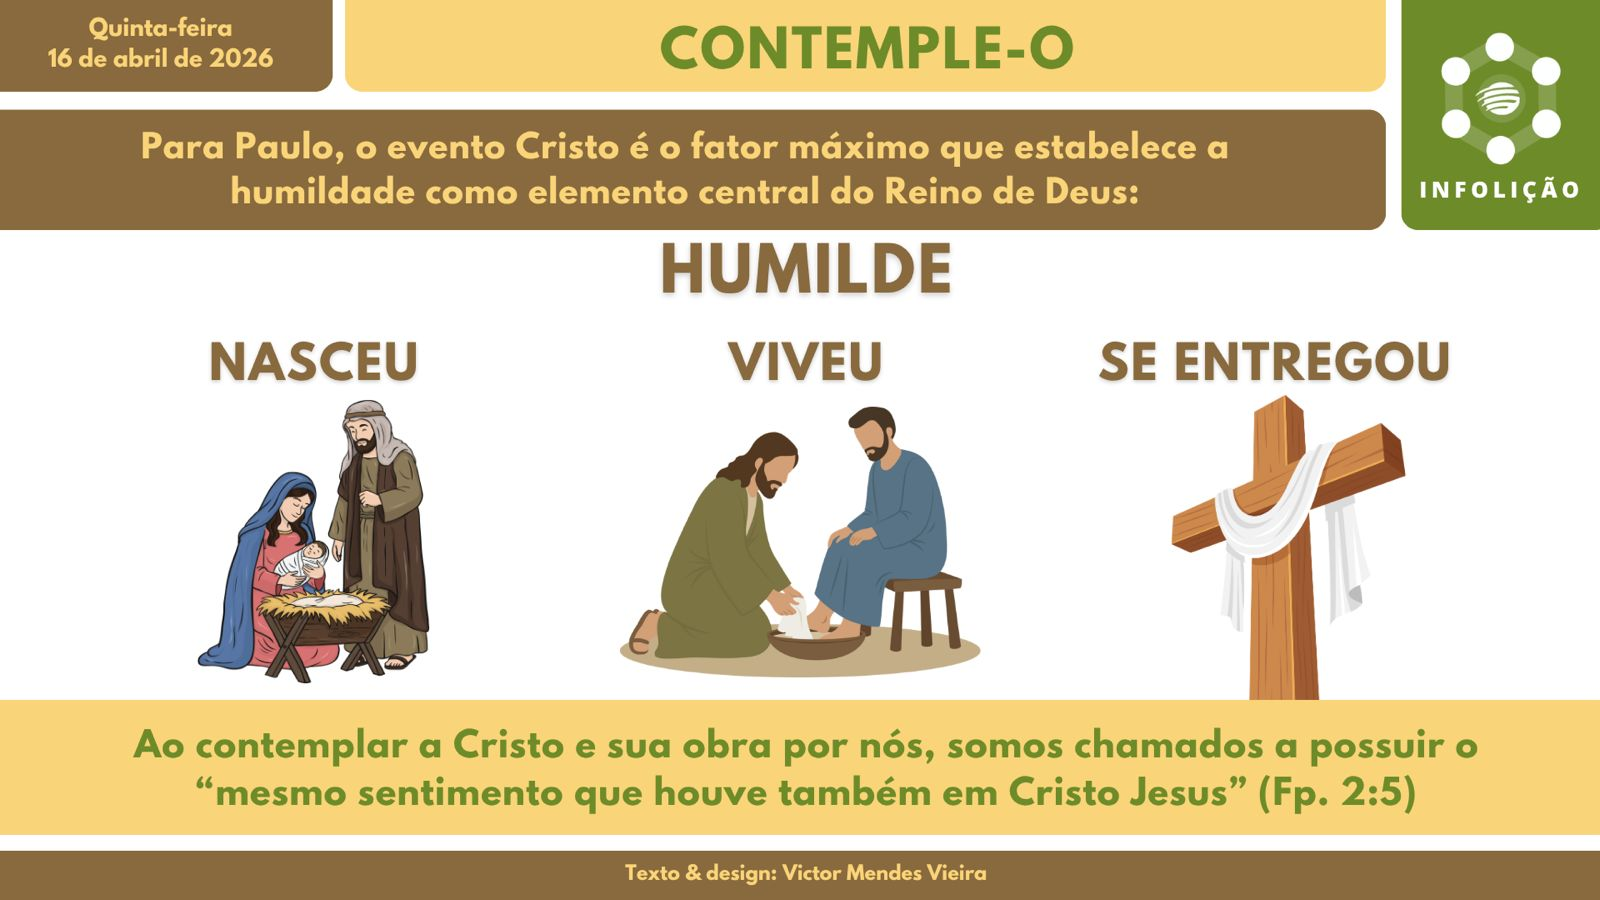 Quinta-feira
16 de abril de 2026
CONTEMPLE-O
INFOLIÇÃO
Para Paulo, o evento Cristo é o fator máximo que estabelece a
humildade como elemento central do Reino de Deus:
HUMILDE
NASCEU
VIVEU
SE ENTREGOU
Ao contemplar a Cristo e sua obra por nós, somos chamados a possuir o
“mesmo sentimento que houve também em Cristo Jesus” (Fp. 2:5)
Texto & design: Victor Mendes Vieira